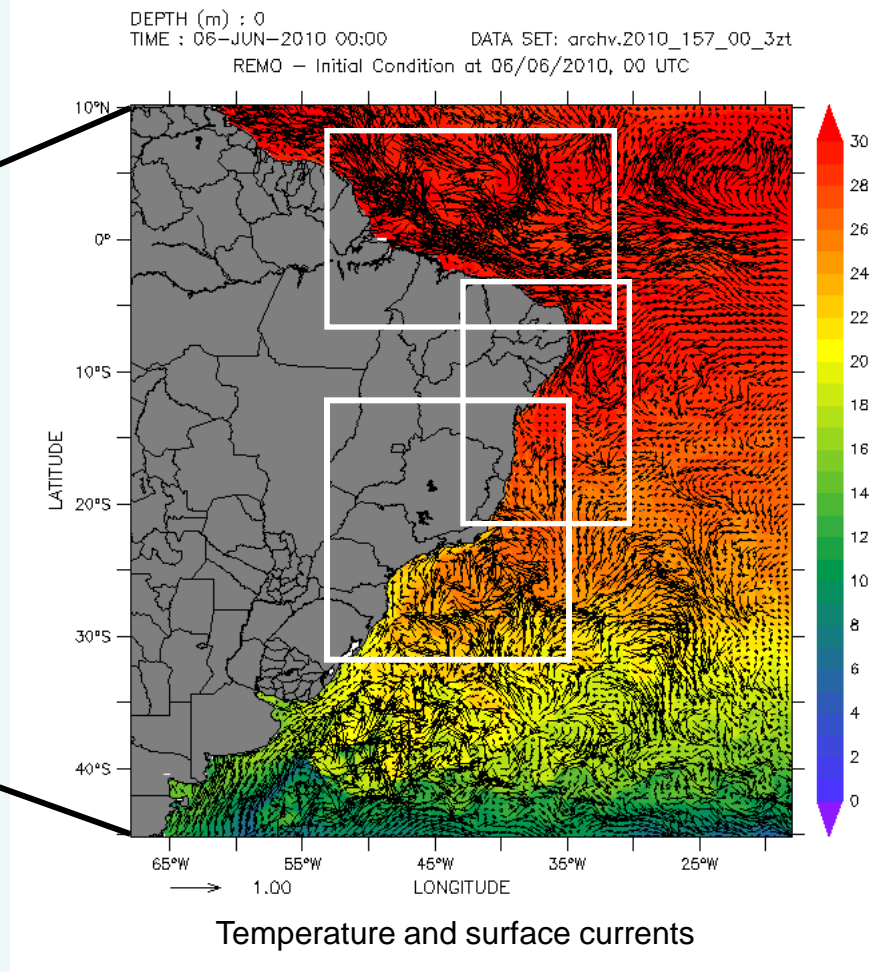 DEPTH (m) : 0
TIME : 06-JUN-2010 00:00 DATA SET: archv.2010_157_00_3zt
REMO - Initial Condition at 06/06/2010, 00 UTC
10°N
0°
10°S
20°S
30°S
40°S
LATITUDE
30
28
26
24
22
20
18
16
14
12
10
8
6
4
2
0
65°W 55°W 45°W 35°W 25°W
1.00 LONGITUDE
Temperature and surface currents